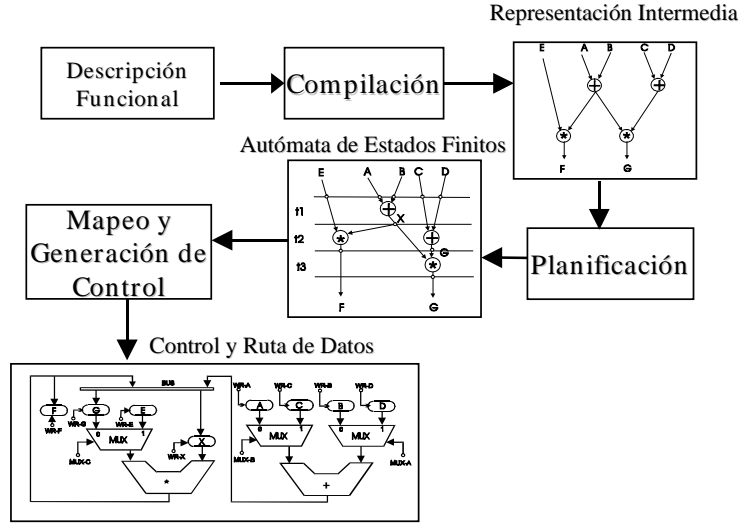 Representación Intermedia
Descripción
Funcional
Compilación
E A B C D
+ +
* *
F G
Autómata de Estados Finitos
E A B C D
t1
+
X
t2
* +
G
t3
*
F G
Planificación
Mapeo y
Generación de
Control
Control y Ruta de Datos
BUS
WR-A WR-C WR-B WR-D
F G E A C B D
WR-F WR-G WR-E
0 1 0 1 0 1
MUX MUX MUX
X
WR-X
MUX-C MUX-B MUX-A
* +